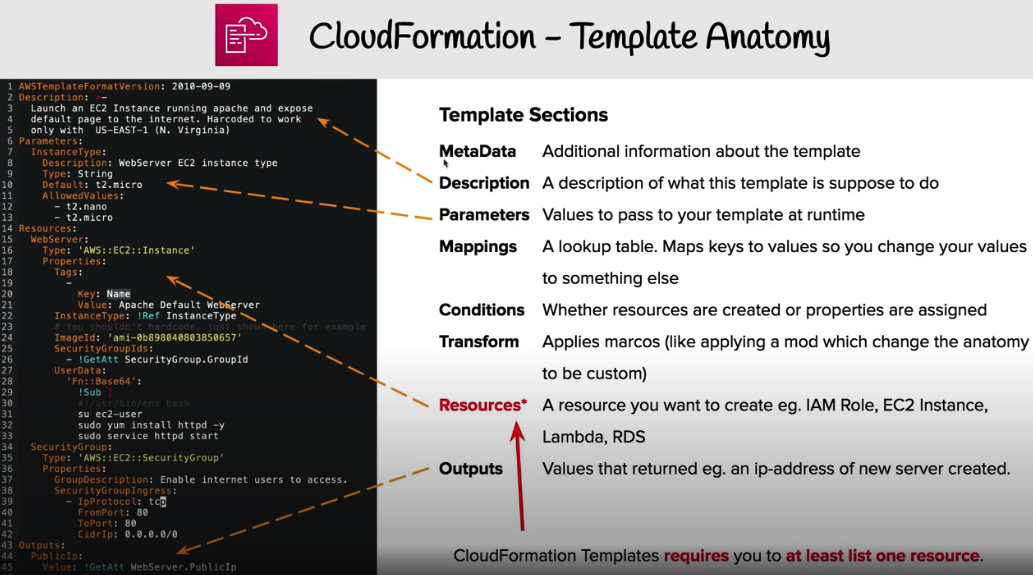 CloudFormation - Template Anatomy
1 AWSTemplateFormatVersion: 2010-09-09
2 Description: >-
3 Launch an EC2 Instance running apache and expose
4 default page to the internet. Harcoded to work
5 only with US-EAST-1 (N. Virginia)
6 Parameters:
7 InstanceType:
8 Description: WebServer EC2 instance type
9 Type: String
10 Default: t2.micro
11 AllowedValues:
12 - t2.nano
13 - t2.micro
14 Resources:
15 WebServer:
16 Type: 'AWS::EC2::Instance'
17 Properties:
18 Tags:
19 -
20 Key: Name
21 Value: Apache Default WebServer
22 InstanceType: !Ref InstanceType
23 # You shouldn't hardcode, just shown here for example
24 ImageId: 'ami-0b898040803850657'
25 SecurityGroupIds:
26 - !GetAtt SecurityGroup.GroupId
27 UserData:
28 'Fn::Base64':
29 !Sub |
30 #!/usr/bin/env bash
31 su ec2-user
32 sudo yum install httpd -y
33 sudo service httpd start
34 SecurityGroup:
35 Type: 'AWS::EC2::SecurityGroup'
36 Properties:
37 GroupDescription: Enable internet users to access.
38 SecurityGroupIngress:
39 - IpProtocol: tcp
40 FromPort: 80
41 ToPort: 80
42 CidrIp: 0.0.0.0/0
43 Outputs:
44 PublicIp:
45 Value: !GetAtt WebServer.PublicIp
Template Sections
MetaData Additional information about the template
Description A description of what this template is suppose to do
Parameters Values to pass to your template at runtime
Mappings A lookup table. Maps keys to values so you change your values
to something else
Conditions Whether resources are created or properties are assigned
Transform Applies marcos (like applying a mod which change the anatomy
to be custom)
Resources* A resource you want to create eg. IAM Role, EC2 Instance,
Lambda, RDS
Outputs Values that returned eg. an ip-address of new server created.
CloudFormation Templates requires you to at least list one resource.